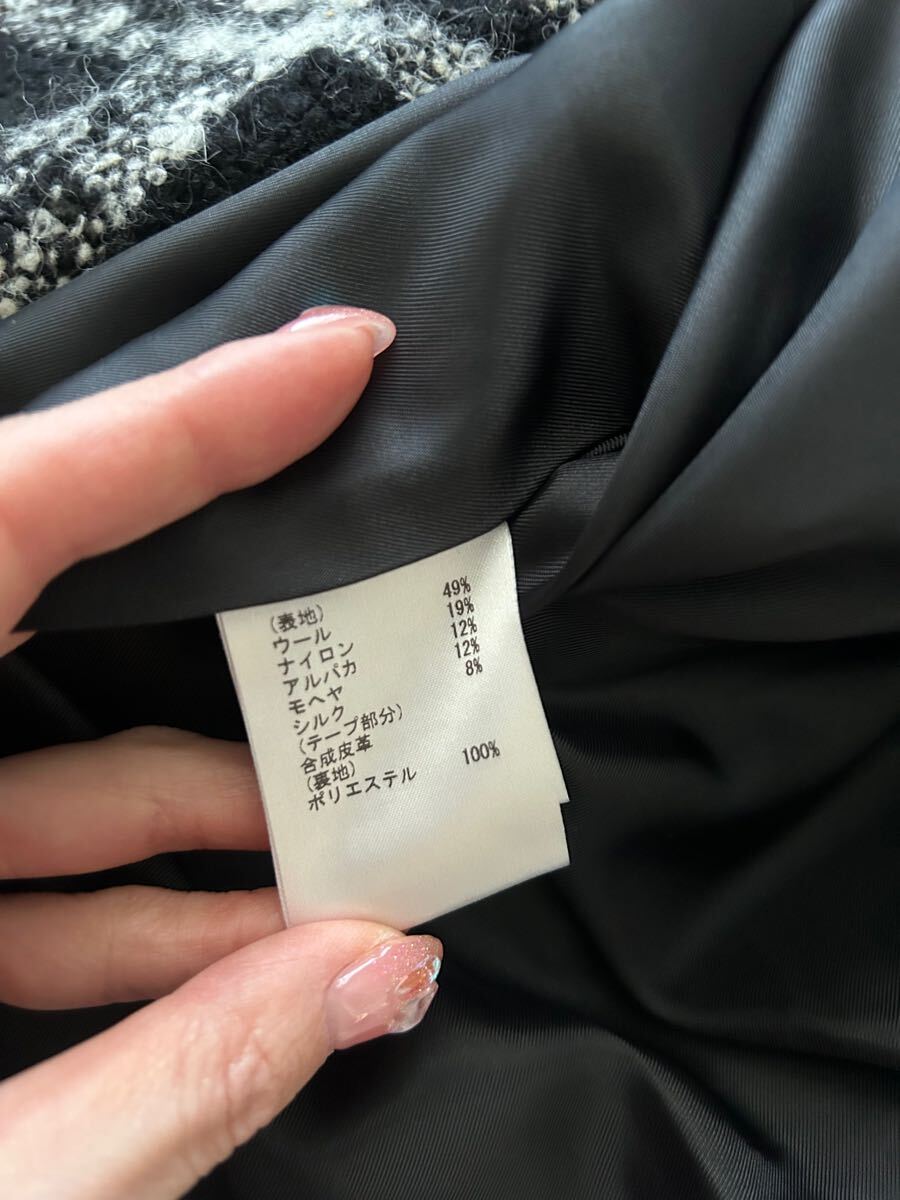 (表地)
ウール 49%
ナイロン 19%
アルパカ 12%
モヘヤ 12%
シルク 8%
(テープ部分)
合成皮革
(裏地)
ポリエステル 100%